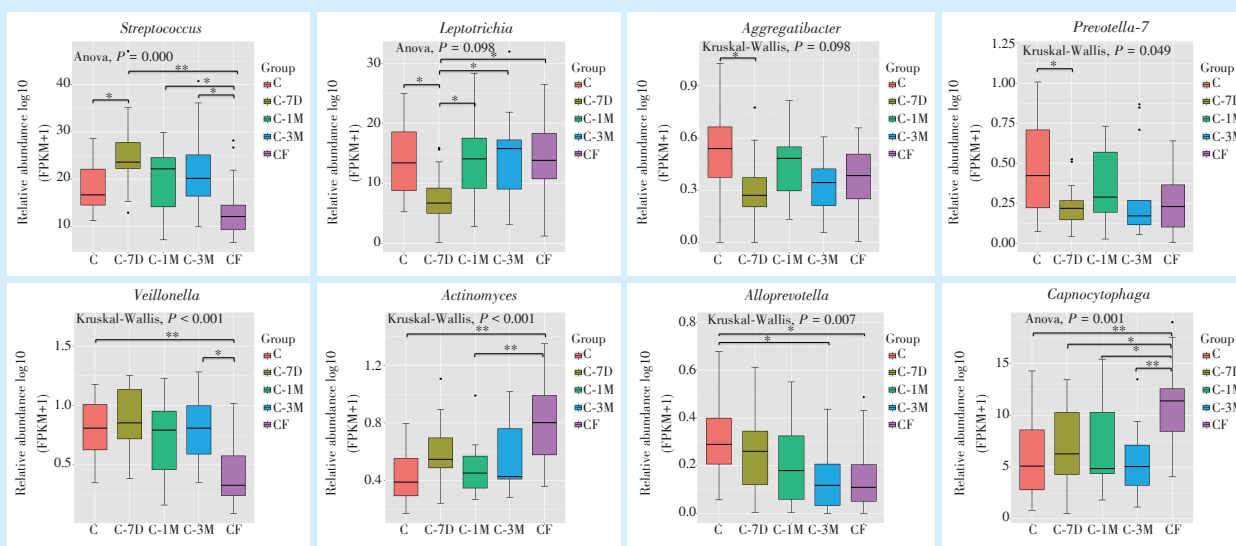 Streptococcus
Anova, P = 0.000
Relative abundance log10
(FPKM+1)
40
30
20
10
**
*
*
*
C C-7D C-1M C-3M CF
Group
C
C-7D
C-1M
C-3M
CF
Leptotrichia
Anova, P = 0.098
Relative abundance log10
(FPKM+1)
30
20
10
0
*
*
*
*
C C-7D C-1M C-3M CF
Group
C
C-7D
C-1M
C-3M
CF
Aggregatibacter
Kruskal-Wallis, P = 0.098
Relative abundance log10
(FPKM+1)
0.9
0.6
0.3
0.0
*
C C-7D C-1M C-3M CF
Group
C
C-7D
C-1M
C-3M
CF
Prevotella-7
Kruskal-Wallis, P = 0.049
Relative abundance log10
(FPKM+1)
1.25
1.00
0.75
0.50
0.25
0.00
*
C C-7D C-1M C-3M CF
Group
C
C-7D
C-1M
C-3M
CF
Veillonella
Kruskal-Wallis, P < 0.001
Relative abundance log10
(FPKM+1)
1.5
1.0
0.5
**
*
C C-7D C-1M C-3M CF
Group
C
C-7D
C-1M
C-3M
CF
Actinomyces
Kruskal-Wallis, P < 0.001
Relative abundance log10
(FPKM+1)
1.2
0.8
0.4
**
**
C C-7D C-1M C-3M CF
Group
C
C-7D
C-1M
C-3M
CF
Alloprevotella
Kruskal-Wallis, P = 0.007
Relative abundance log10
(FPKM+1)
0.8
0.6
0.4
0.2
0.0
*
*
C C-7D C-1M C-3M CF
Group
C
C-7D
C-1M
C-3M
CF
Capnocytophaga
Anova, P = 0.001
Relative abundance log10
(FPKM+1)
15
10
5
0
**
*
*
**
C C-7D C-1M C-3M CF
Group
C
C-7D
C-1M
C-3M
CF